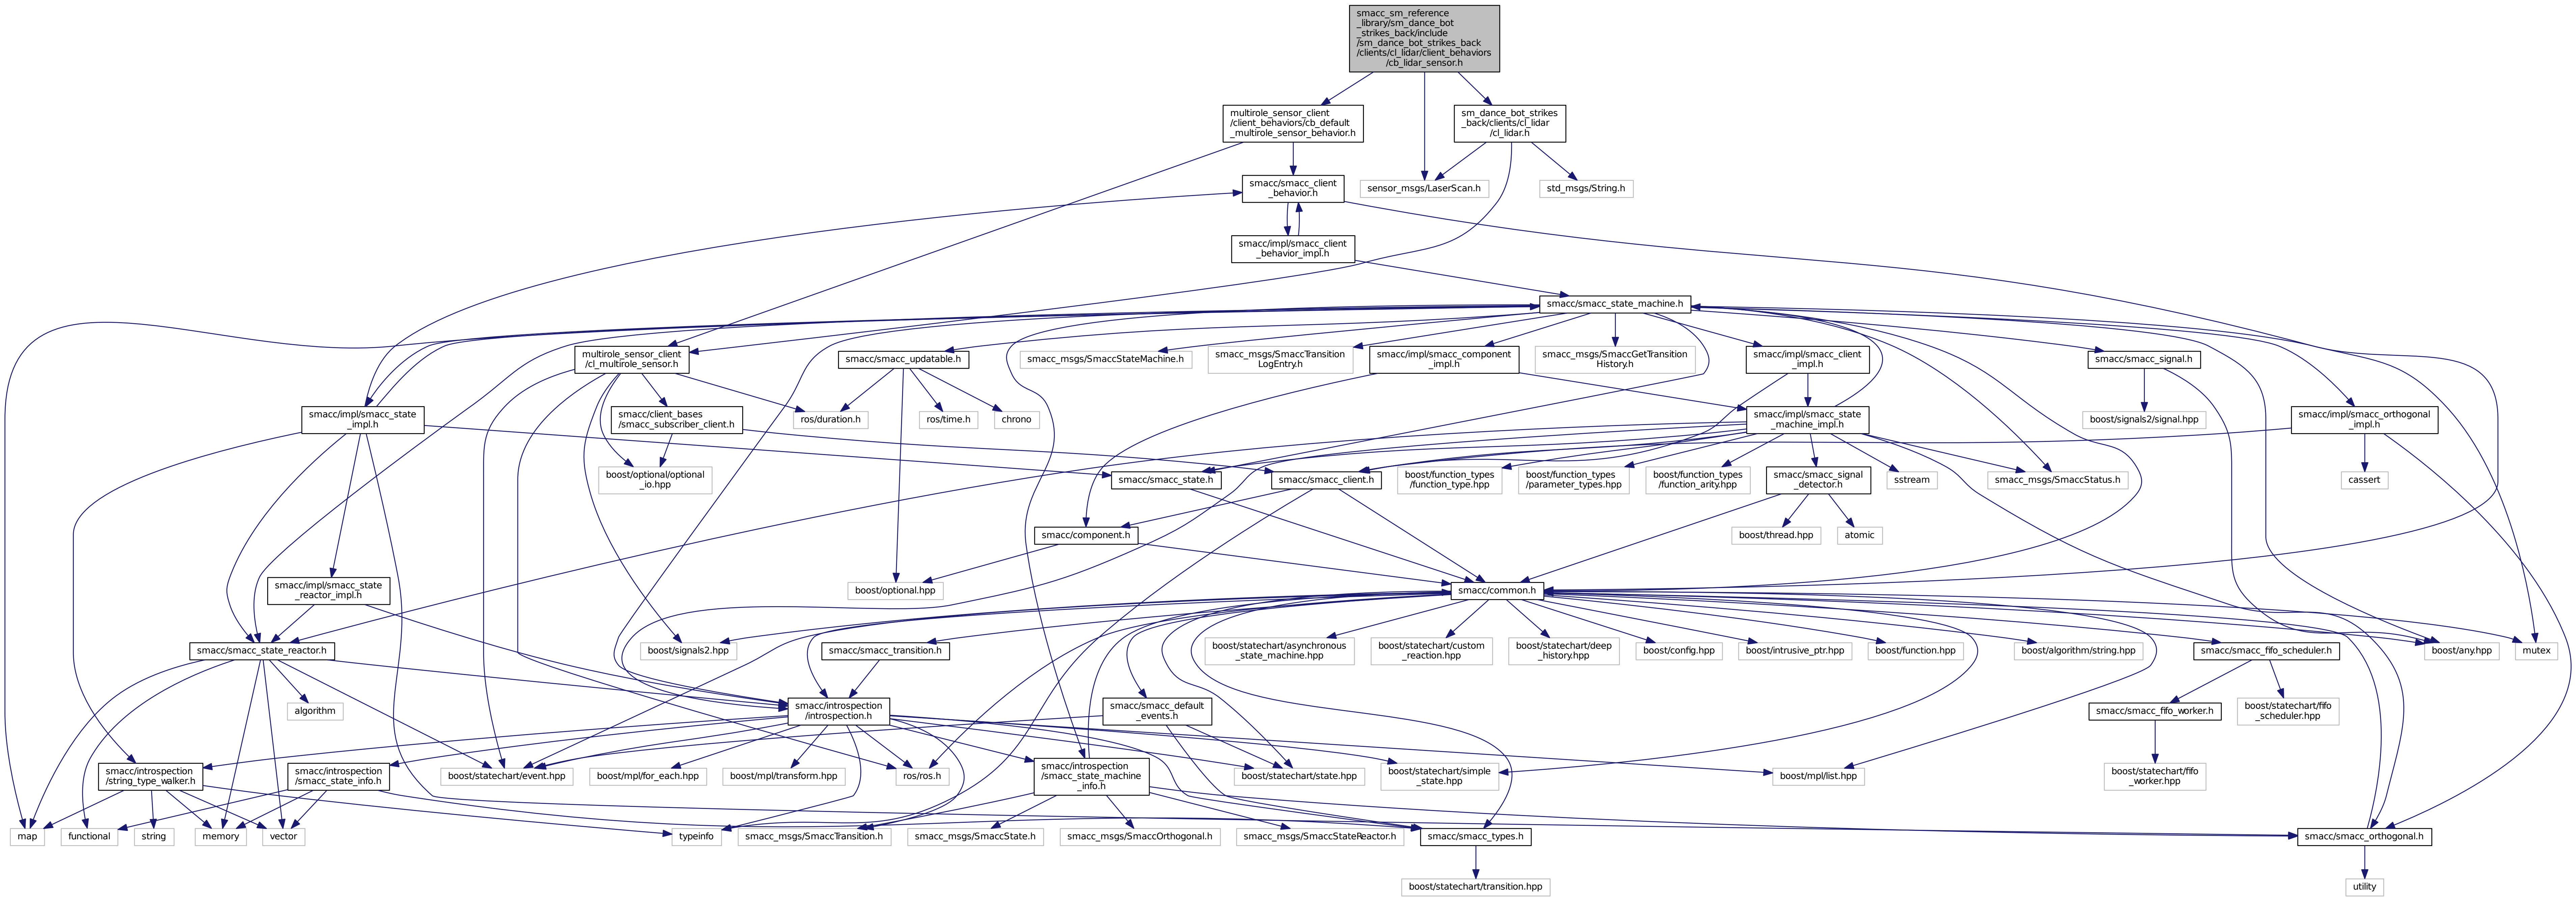 smacc_sm_reference
_library/sm_dance_bot
_strikes_back/include
/sm_dance_bot_strikes_back
/clients/cl_lidar/client_behaviors
/cb_lidar_sensor.h
multirole_sensor_client
/client_behaviors/cb_default
_multirole_sensor_behavior.h
sm_dance_bot_strikes
_back/clients/cl_lidar
/cl_lidar.h
smacc/smacc_client
_behavior.h
sensor_msgs/LaserScan.h
std_msgs/String.h
smacc/impl/smacc_client
_behavior_impl.h
smacc/smacc_state_machine.h
multirole_sensor_client
/cl_multirole_sensor.h
smacc/smacc_updatable.h
smacc_msgs/SmaccStateMachine.h
smacc_msgs/SmaccTransition
LogEntry.h
smacc/impl/smacc_component
_impl.h
smacc_msgs/SmaccGetTransition
History.h
smacc/impl/smacc_client
_impl.h
smacc/smacc_signal.h
smacc/impl/smacc_state
_impl.h
smacc/client_bases
/smacc_subscriber_client.h
ros/duration.h
ros/time.h
chrono
smacc/impl/smacc_state
_machine_impl.h
boost/signals2/signal.hpp
smacc/impl/smacc_orthogonal
_impl.h
boost/optional/optional
_io.hpp
smacc/smacc_state.h
smacc/smacc_client.h
boost/function_types
/function_type.hpp
boost/function_types
/parameter_types.hpp
boost/function_types
/function_arity.hpp
smacc/smacc_signal
_detector.h
sstream
smacc_msgs/SmaccStatus.h
cassert
smacc/component.h
boost/thread.hpp
atomic
smacc/impl/smacc_state
_reactor_impl.h
boost/optional.hpp
smacc/common.h
smacc/smacc_state_reactor.h
boost/signals2.hpp
smacc/smacc_transition.h
boost/statechart/asynchronous
_state_machine.hpp
boost/statechart/custom
_reaction.hpp
boost/statechart/deep
_history.hpp
boost/config.hpp
boost/intrusive_ptr.hpp
boost/function.hpp
boost/algorithm/string.hpp
smacc/smacc_fifo_scheduler.h
boost/any.hpp
mutex
algorithm
smacc/introspection
/introspection.h
smacc/smacc_default
_events.h
smacc/smacc_fifo_worker.h
boost/statechart/fifo
_scheduler.hpp
smacc/introspection
/string_type_walker.h
smacc/introspection
/smacc_state_info.h
boost/statechart/event.hpp
boost/mpl/for_each.hpp
boost/mpl/transform.hpp
ros/ros.h
smacc/introspection
/smacc_state_machine
_info.h
boost/statechart/state.hpp
boost/statechart/simple
_state.hpp
boost/mpl/list.hpp
boost/statechart/fifo
_worker.hpp
map
functional
string
memory
vector
typeinfo
smacc_msgs/SmaccTransition.h
smacc_msgs/SmaccState.h
smacc_msgs/SmaccOrthogonal.h
smacc_msgs/SmaccStateReactor.h
smacc/smacc_types.h
smacc/smacc_orthogonal.h
boost/statechart/transition.hpp
utility